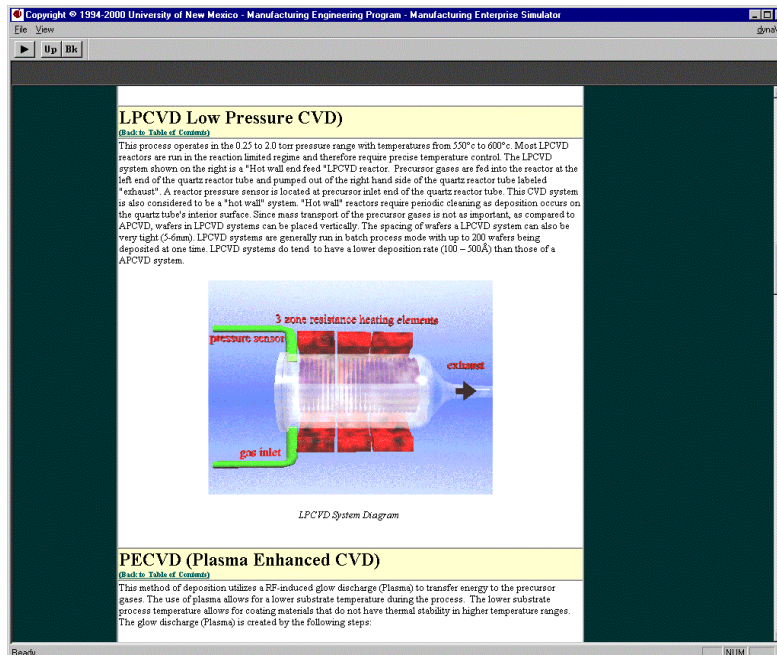 Copyright © 1994-2000 University of New Mexico - Manufacturing Engineering Program - Manufacturing Enterprise Simulator
File View
Up Bk
LPCVD Low Pressure CVD)
(Back to Table of Contents)
This process operates in the 0.25 to 2.0 torr pressure range with temperatures from 550°c to 600°c. Most LPCVD
reactors are run in the reaction limited regime and therefore require precise temperature control. The LPCVD
system shown on the right is a "Hot wall end feed "LPCVD reactor.  Precursor gases are fed into the reactor at the
left end of the quartz reactor tube and pumped out of the right hand side of the quartz reactor tube labeled
"exhaust". A reactor pressure sensor is located at precursor inlet end of the quartz reactor tube. This CVD system
is also considered to be a "hot wall" system. "Hot wall" reactors require periodic cleaning as deposition occurs on
the quartz tube's interior surface. Since mass transport of the precursor gases is not as important, as compared to
APCVD, wafers in LPCVD systems can be placed vertically. The spacing of wafers a LPCVD system can also be
very tight (5-6mm). LPCVD systems are generally run in batch process mode with up to 200 wafers being
deposited at one time. LPCVD systems do tend  to have a lower deposition rate (100 – 500Å) than those of a
APCVD system.
3 zone resistance heating elements
pressure sensor
exhaust
gas inlet
LPCVD System Diagram
PECVD (Plasma Enhanced CVD)
(Back to Table of Contents)
This method of deposition utilizes a RF-induced glow discharge (Plasma) to transfer energy to the precursor
gases. The use of plasma allows for a lower substrate temperature during the process.  The lower substrate
process temperature allows for coating materials that do not have thermal stability in higher temperature ranges.
The glow discharge (Plasma) is created by the following steps:
Ready
NUM